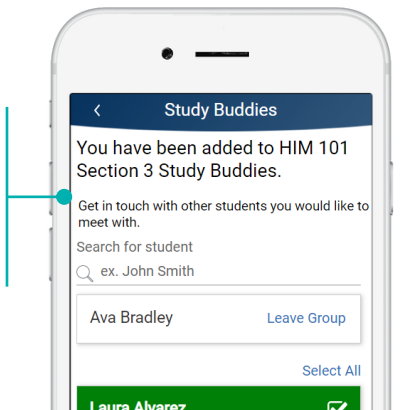 Study Buddies
You have been added to HIM 101
Section 3 Study Buddies.
Get in touch with other students you would like to
meet with.
Search for student
ex. John Smith
Ava Bradley Leave Group
Select All
Laura Alvarez